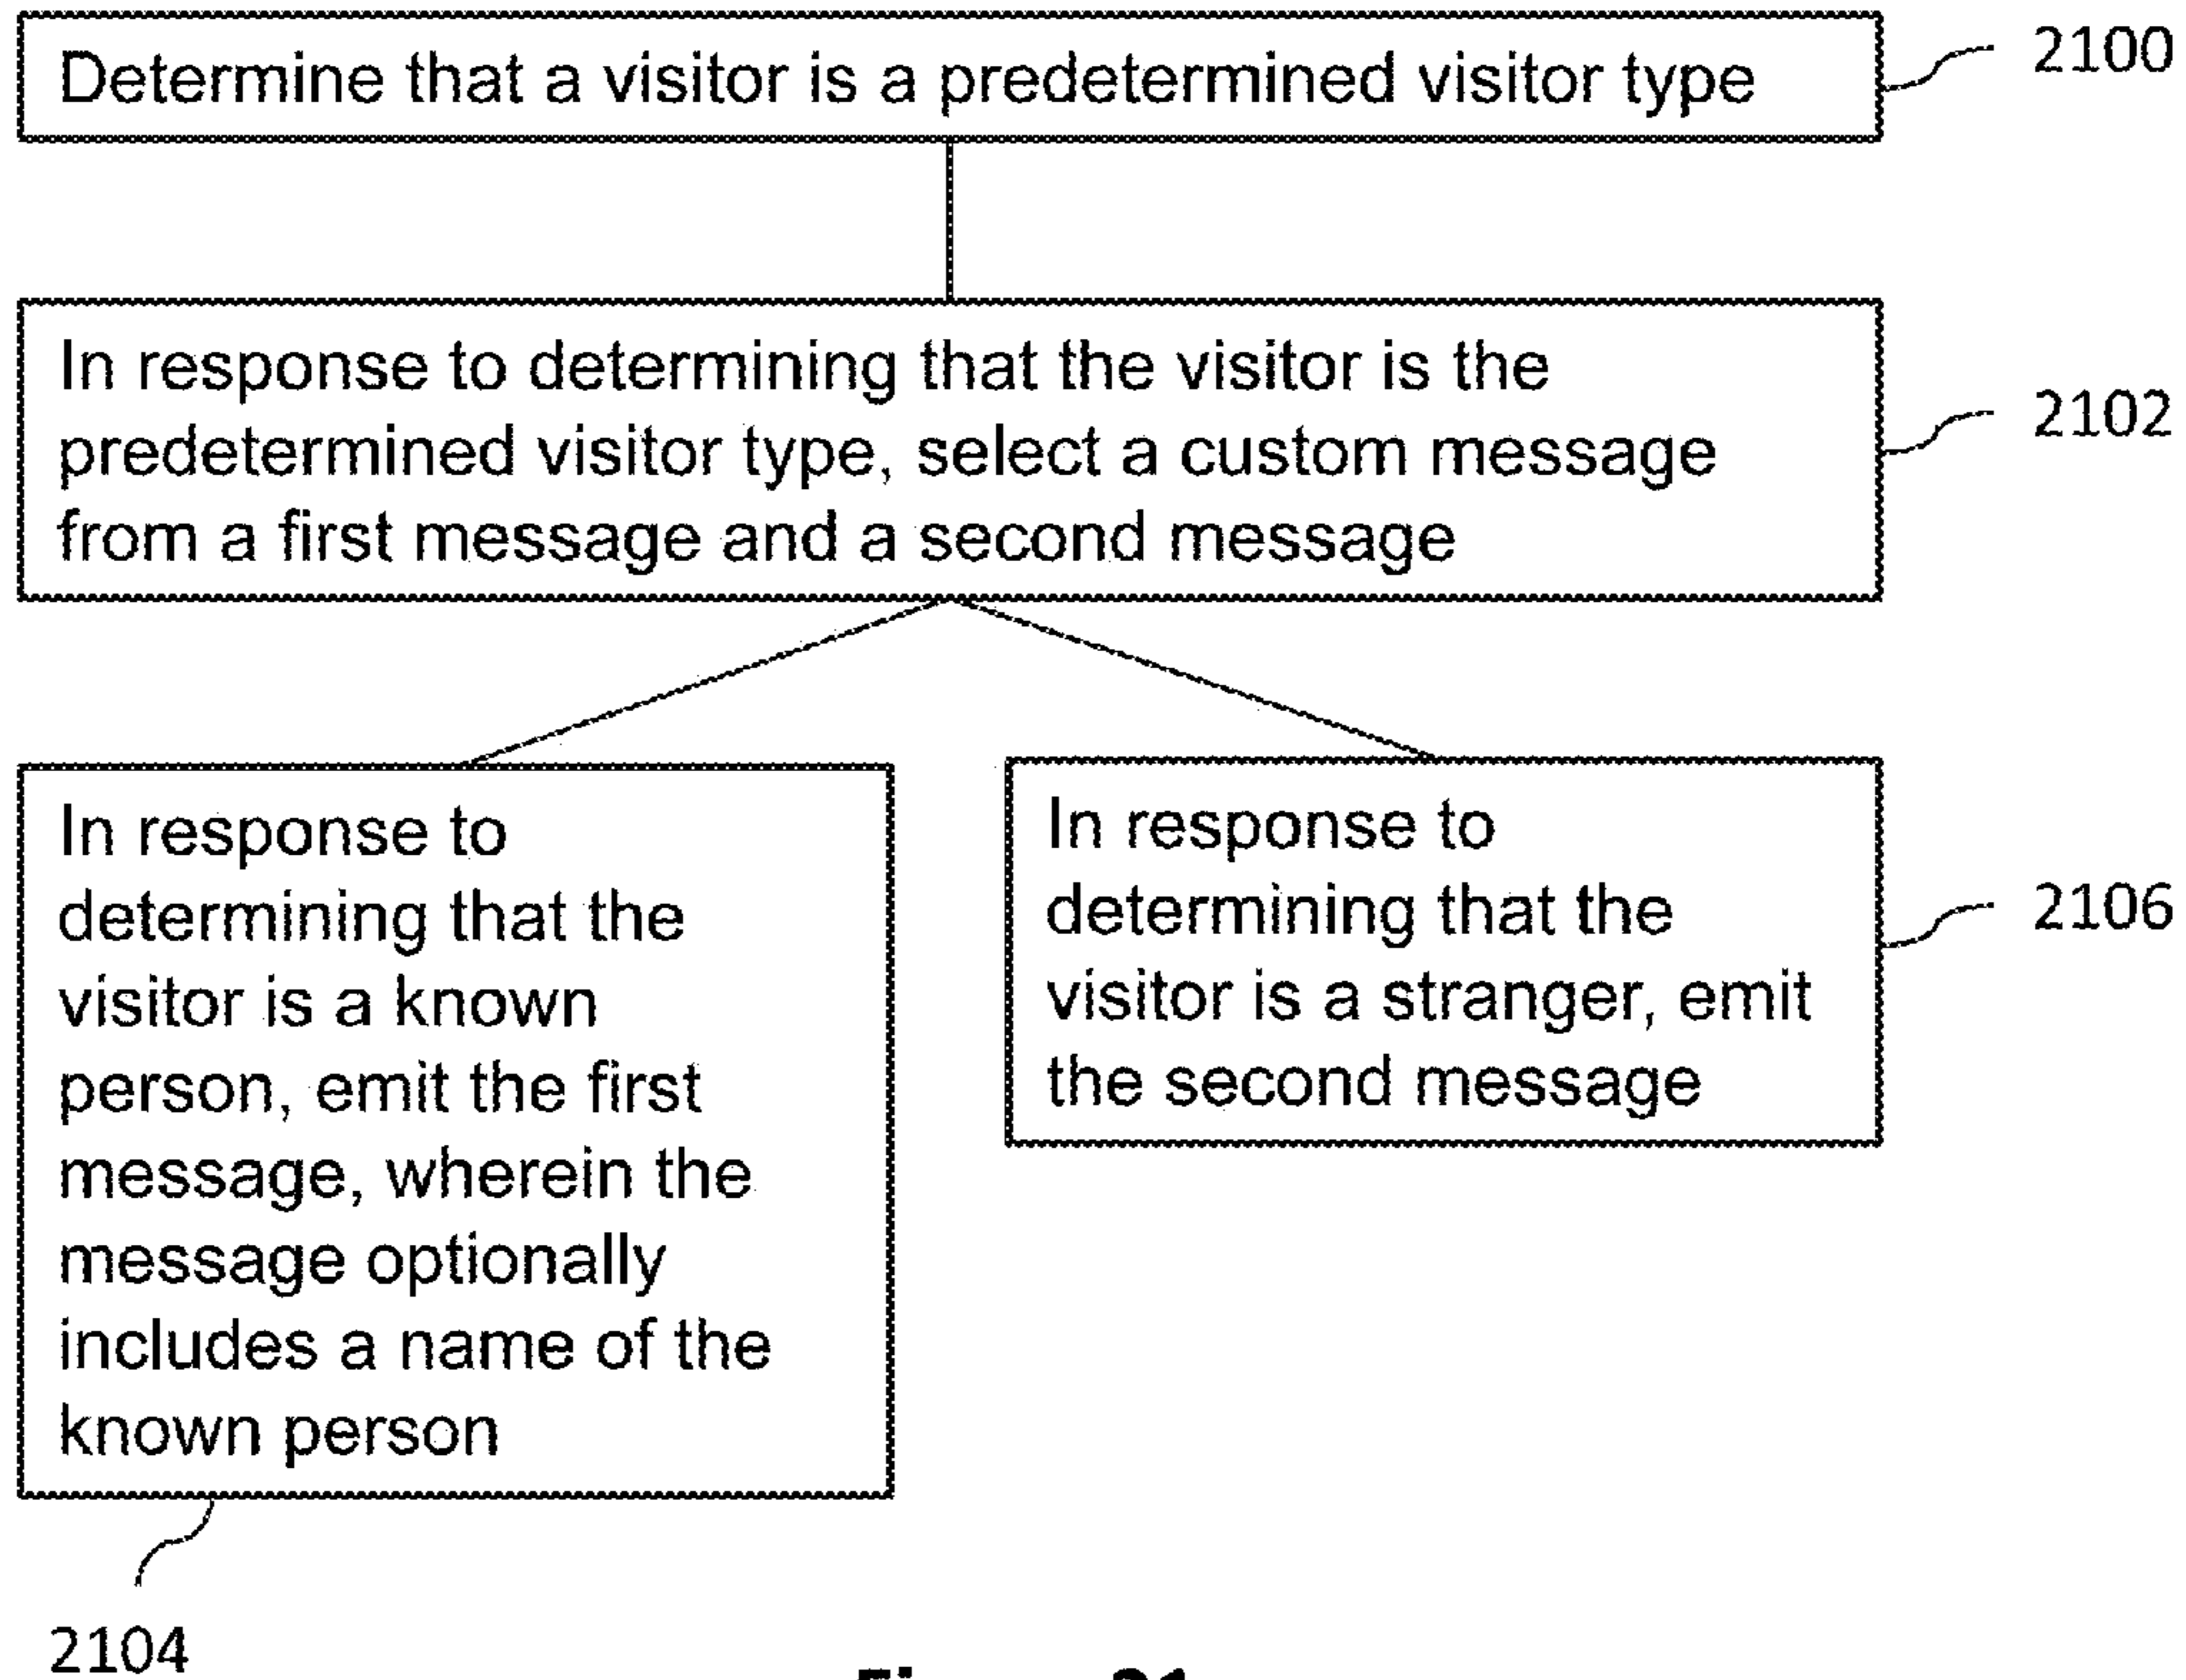 Determine that a visitor is a predetermined visitor type
2100
In response to determining that the visitor is the
predetermined visitor type, select a custom message
from a first message and a second message
2102
In response to
determining that the
visitor is a known
person, emit the first
message, wherein the
message optionally
includes a name of the
known person
2104
In response to
determining that the
visitor is a stranger, emit
the second message
2106